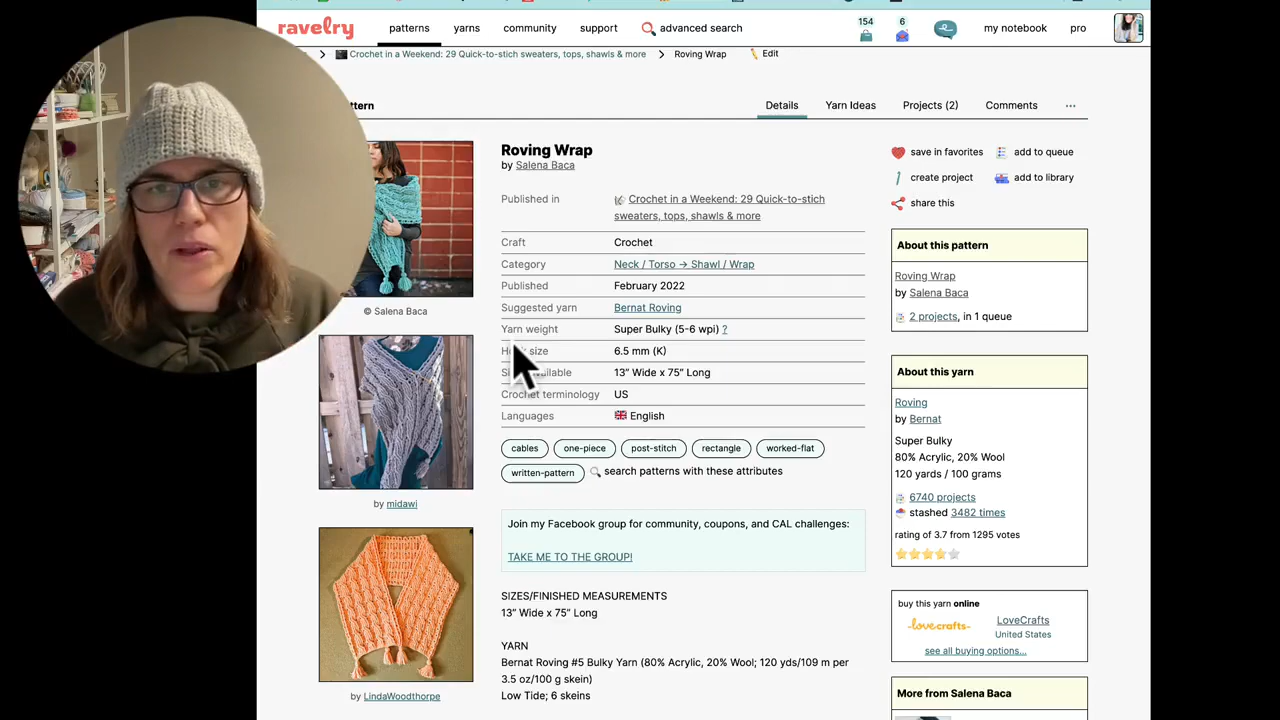 ravelry
patterns
yarns
community
support
advanced search
154
6
my notebook
pro
Crochet in a Weekend: 29 Quick-to-stich sweaters, tops, shawls & more
Roving Wrap
Edit
Details
Yarn Ideas
Projects (2)
Comments
...
Roving Wrap
by Salena Baca
Published in
Crochet in a Weekend: 29 Quick-to-stich
sweaters, tops, shawls & more
Craft
Crochet
Category
Neck / Torso → Shawl / Wrap
Published
February 2022
Suggested yarn
Bernat Roving
Yarn weight
Super Bulky (5-6 wpi) ?
size
6.5 mm (K)
13” Wide x 75” Long
Crochet terminology
US
Languages
English
cables
one-piece
post-stitch
rectangle
worked-flat
written-pattern
search patterns with these attributes
Join my Facebook group for community, coupons, and CAL challenges:
TAKE ME TO THE GROUP!
SIZES/FINISHED MEASUREMENTS
13” Wide x 75” Long
YARN
Bernat Roving #5 Bulky Yarn (80% Acrylic, 20% Wool; 120 yds/109 m per
3.5 oz/100 g skein)
Low Tide; 6 skeins
© Salena Baca
by midawi
by LindaWoodthorpe
save in favorites
add to queue
create project
add to library
share this
About this pattern
Roving Wrap
by Salena Baca
2 projects, in 1 queue
About this yarn
Roving
by Bernat
Super Bulky
80% Acrylic, 20% Wool
120 yards / 100 grams
6740 projects
stashed 3482 times
rating of 3.7 from 1295 votes
buy this yarn online
lovecrafts
LoveCrafts
United States
see all buying options...
More from Salena Baca